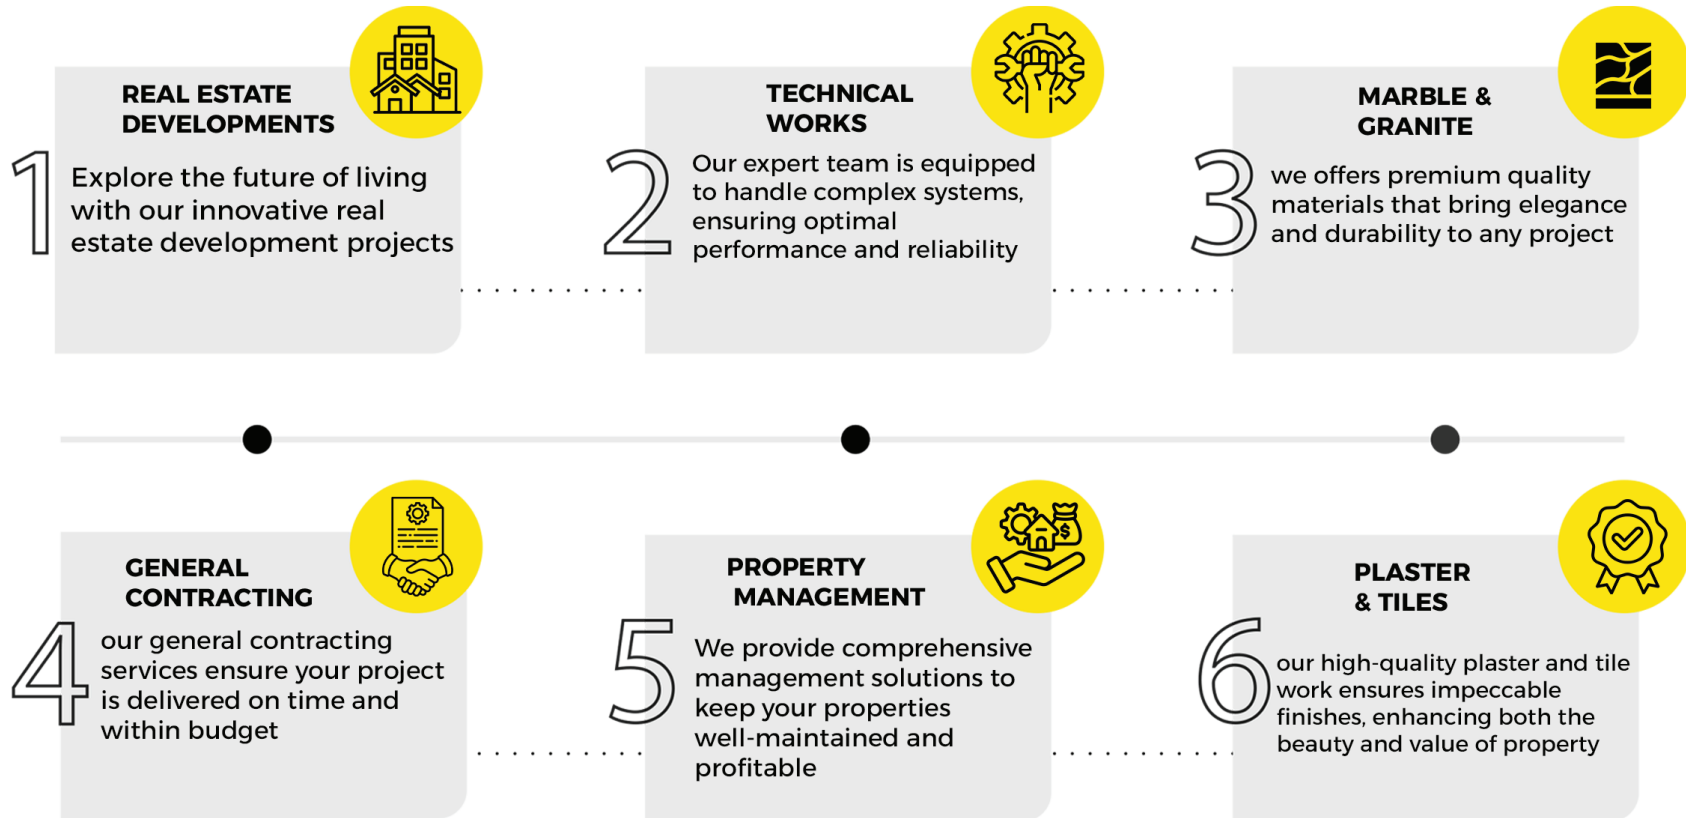 REAL ESTATE
DEVELOPMENTS
1
Explore the future of living
with our innovative real
estate development projects
TECHNICAL
WORKS
2
Our expert team is equipped
to handle complex systems,
ensuring optimal
performance and reliability
MARBLE &
GRANITE
3
we offers premium quality
materials that bring elegance
and durability to any project
GENERAL
CONTRACTING
4
our general contracting
services ensure your project
is delivered on time and
within budget
PROPERTY
MANAGEMENT
5
We provide comprehensive
management solutions to
keep your properties
well-maintained and
profitable
PLASTER
& TILES
6
our high-quality plaster and tile
work ensures impeccable
finishes, enhancing both the
beauty and value of property